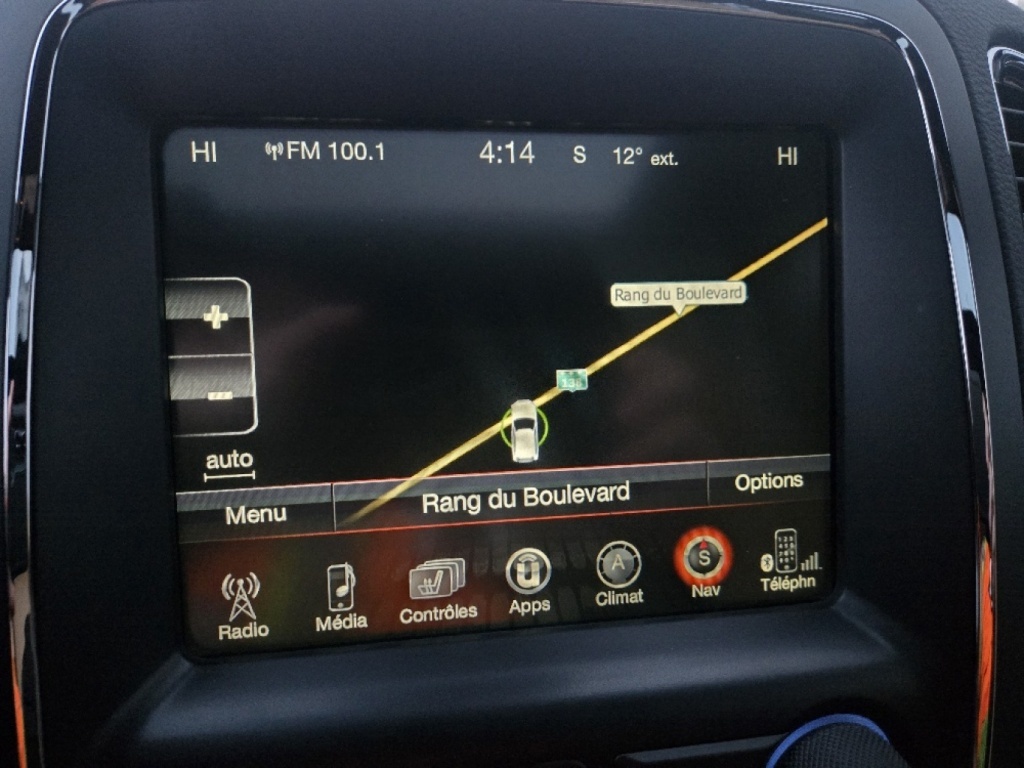 HI FM 100.1 4:14 S 12° ext. HI
Rang du Boulevard
auto
Menu Rang du Boulevard Options
A S
Radio Média Contrôles Apps Climat Nav Téléphn